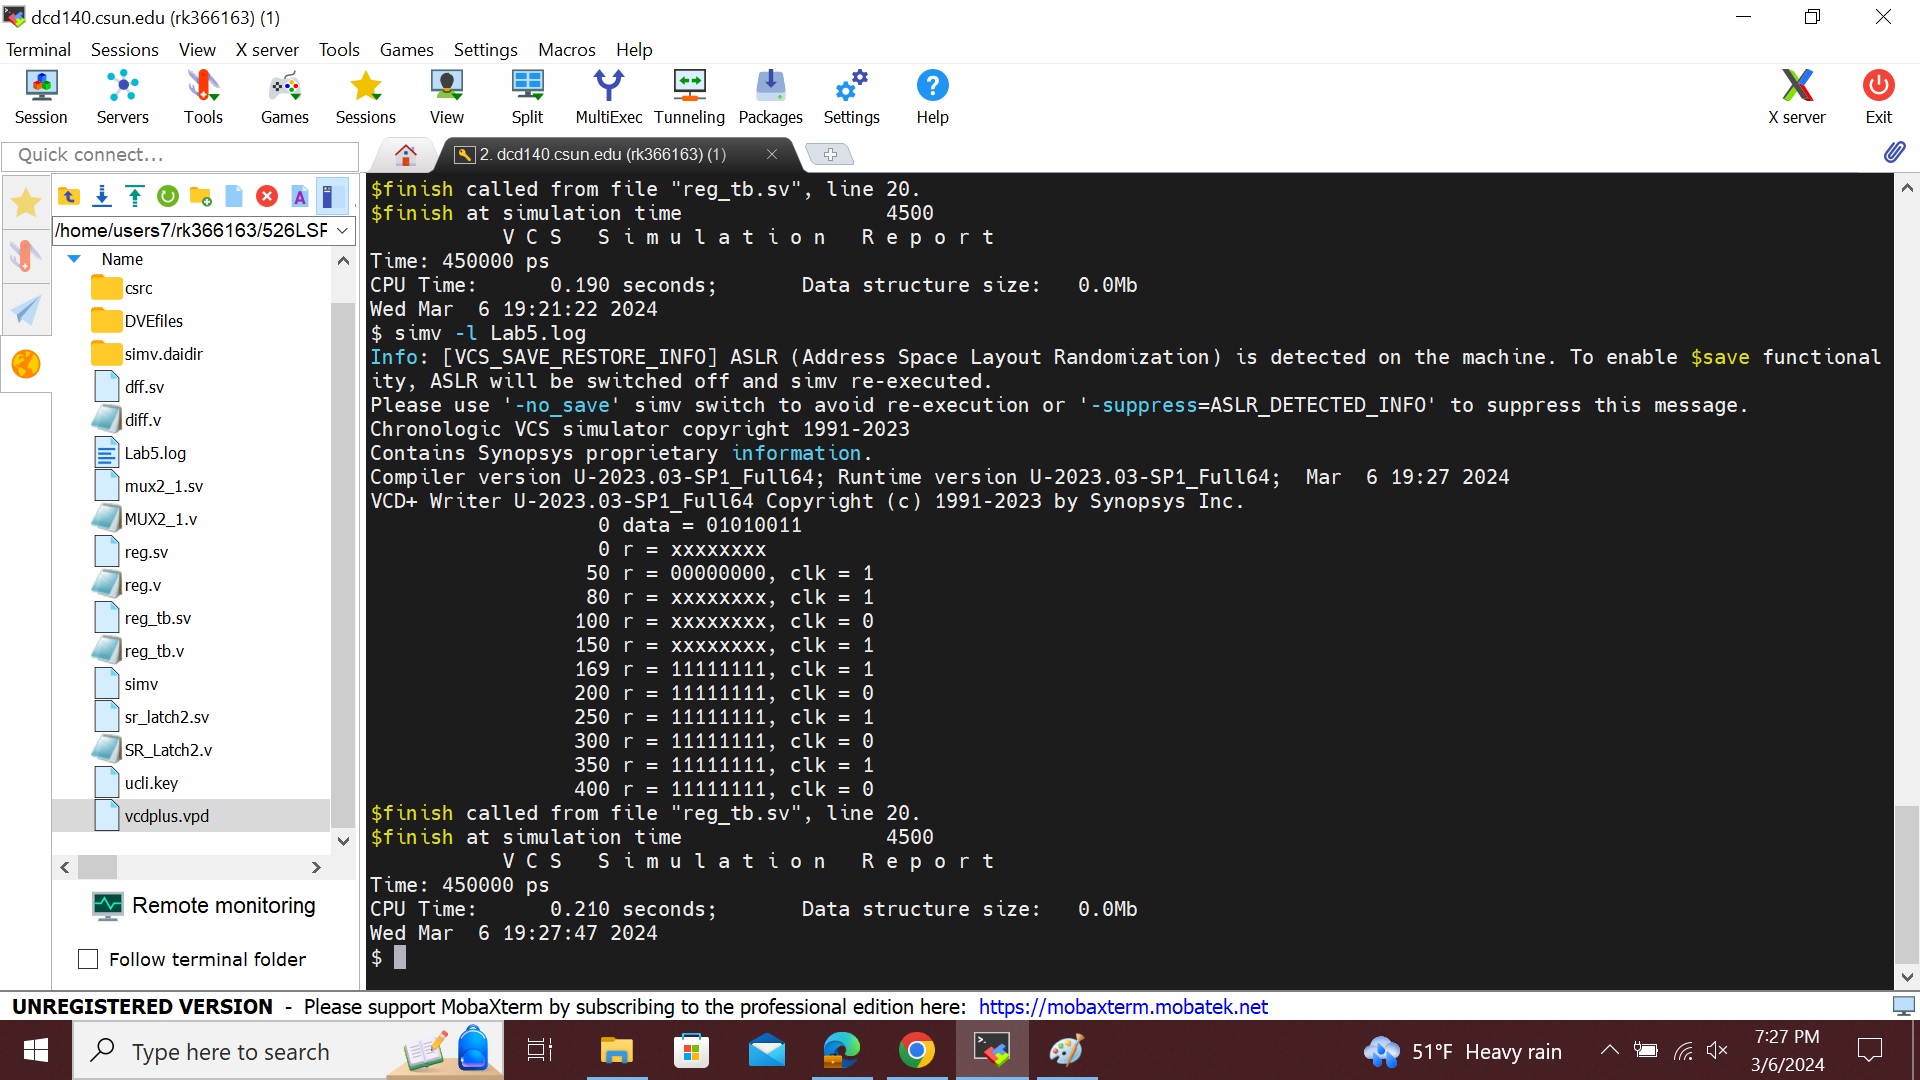 dcd140.csun.edu (rk366163) (1)
Terminal Sessions View X server Tools Games Settings Macros Help
Session Servers Tools Games Sessions View Split MultiExec Tunneling Packages Settings Help X server Exit
Quick connect...
2. dcd140.csun.edu (rk366163) (1)
/home/users7/rk366163/526LSF
Name
csrc
DVEfiles
simv.daidir
dff.sv
diff.v
Lab5.log
mux2_1.sv
MUX2_1.v
reg.sv
reg.v
reg_tb.sv
reg_tb.v
simv
sr_latch2.sv
SR_Latch2.v
ucli.key
vcdplus.vpd
Remote monitoring
Follow terminal folder
$finish called from file "reg_tb.sv", line 20.
$finish at simulation time                 4500
           V C S   S i m u l a t i o n   R e p o r t
Time: 450000 ps
CPU Time:      0.190 seconds;       Data structure size:   0.0Mb
Wed Mar  6 19:21:22 2024
$ simv -l Lab5.log
Info: [VCS_SAVE_RESTORE_INFO] ASLR (Address Space Layout Randomization) is detected on the machine. To enable $save functional
ity, ASLR will be switched off and simv re-executed.
Please use '-no_save' simv switch to avoid re-execution or '-suppress=ASLR_DETECTED_INFO' to suppress this message.
Chronologic VCS simulator copyright 1991-2023
Contains Synopsys proprietary information.
Compiler version U-2023.03-SP1_Full64; Runtime version U-2023.03-SP1_Full64;  Mar  6 19:27 2024
VCD+ Writer U-2023.03-SP1_Full64 Copyright (c) 1991-2023 by Synopsys Inc.
                   0 data = 01010011
                   0 r = xxxxxxxx
                  50 r = 00000000, clk = 1
                  80 r = xxxxxxxx, clk = 1
                 100 r = xxxxxxxx, clk = 0
                 150 r = xxxxxxxx, clk = 1
                 169 r = 11111111, clk = 1
                 200 r = 11111111, clk = 0
                 250 r = 11111111, clk = 1
                 300 r = 11111111, clk = 0
                 350 r = 11111111, clk = 1
                 400 r = 11111111, clk = 0
$finish called from file "reg_tb.sv", line 20.
$finish at simulation time                 4500
           V C S   S i m u l a t i o n   R e p o r t
Time: 450000 ps
CPU Time:      0.210 seconds;       Data structure size:   0.0Mb
Wed Mar  6 19:27:47 2024
$
UNREGISTERED VERSION - Please support MobaXterm by subscribing to the professional edition here: https://mobaxterm.mobatek.net
Type here to search
51°F Heavy rain
7:27 PM
3/6/2024